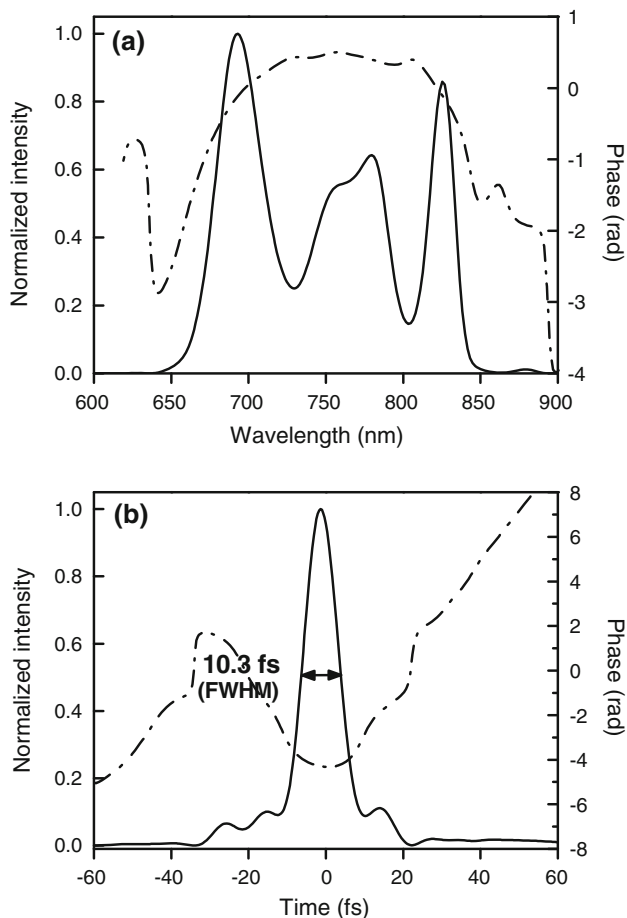 (a)
1.0
0.8
0.6
0.4
0.2
0.0
Normalized intensity
1
0
-1
-2
-3
-4
Phase (rad)
600 650 700 750 800 850 900
Wavelength (nm)
(b)
1.0
0.8
0.6
0.4
0.2
0.0
Normalized intensity
10.3 fs
(FWHM)
8
6
4
2
0
-2
-4
-6
-8
Phase (rad)
-60 -40 -20 0 20 40 60
Time (fs)